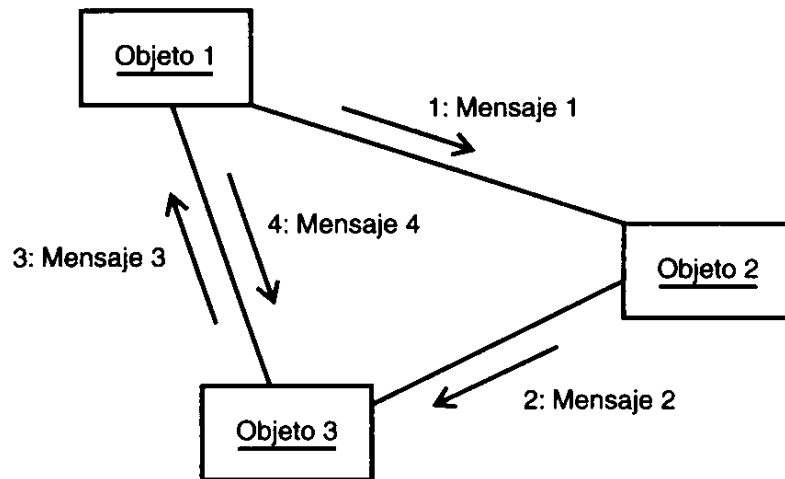 Objeto 1
1: Mensaje 1
4: Mensaje 4
3: Mensaje 3
Objeto 2
2: Mensaje 2
Objeto 3